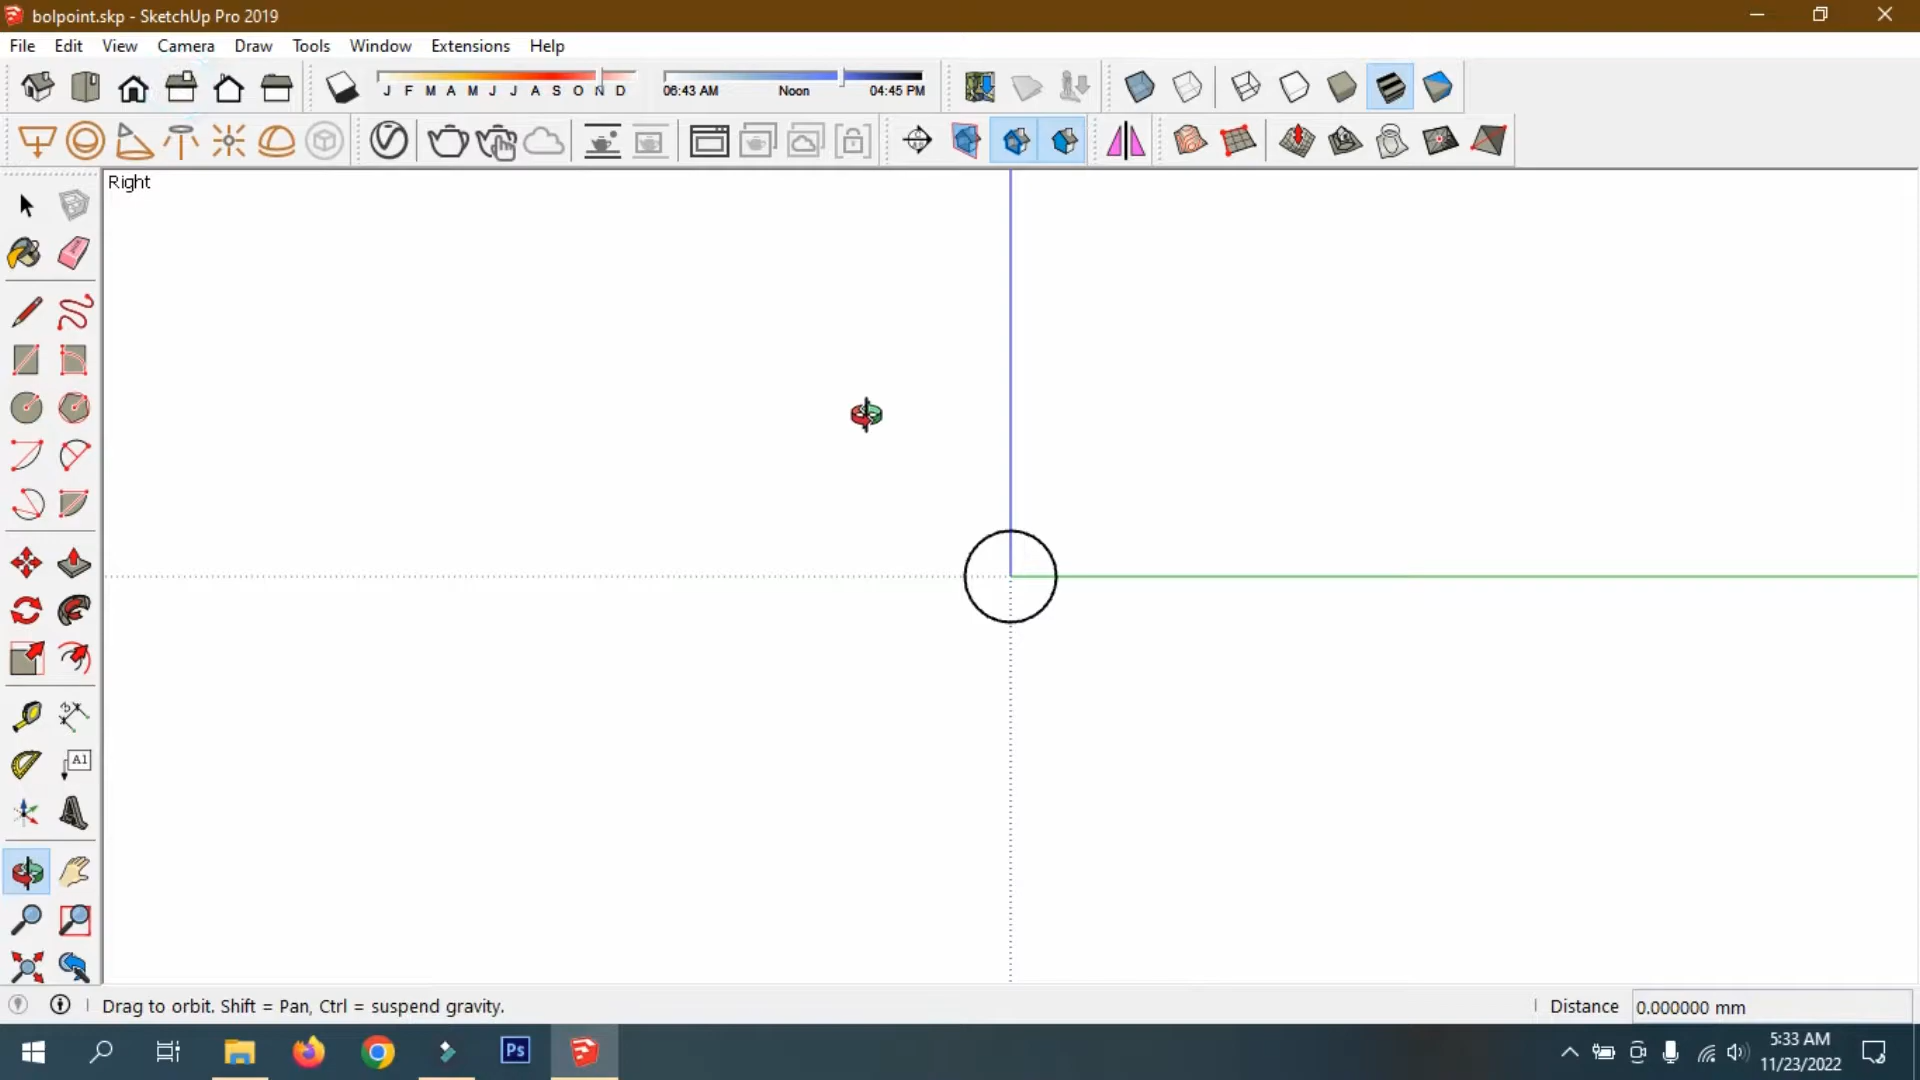 bolpoint.skp - SketchUp Pro 2019
File Edit View Camera Draw Tools Window Extensions Help
J F M A M J J A S O N D
06:43 AM Noon 04:45 PM
Right
A1
Drag to orbit. Shift = Pan, Ctrl = suspend gravity.
Distance 0.000000 mm
Ps
5:33 AM
11/23/2022